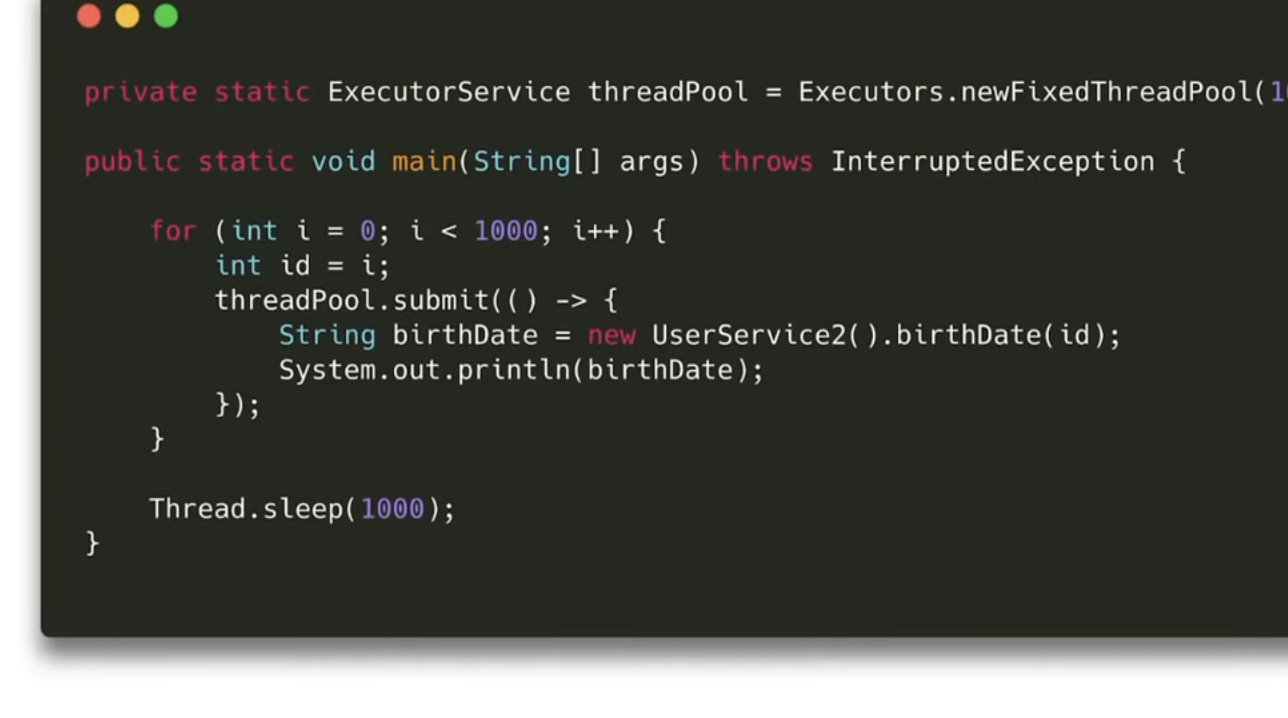 private static ExecutorService threadPool = Executors.newFixedThreadPool(
public static void main(String[] args) throws InterruptedException {
for (int i = 0; i < 1000; i++) {
int id = i;
threadPool.submit(() -> {
String birthDate = new UserService2().birthDate(id);
System.out.println(birthDate);
});
}
Thread.sleep(1000);
}